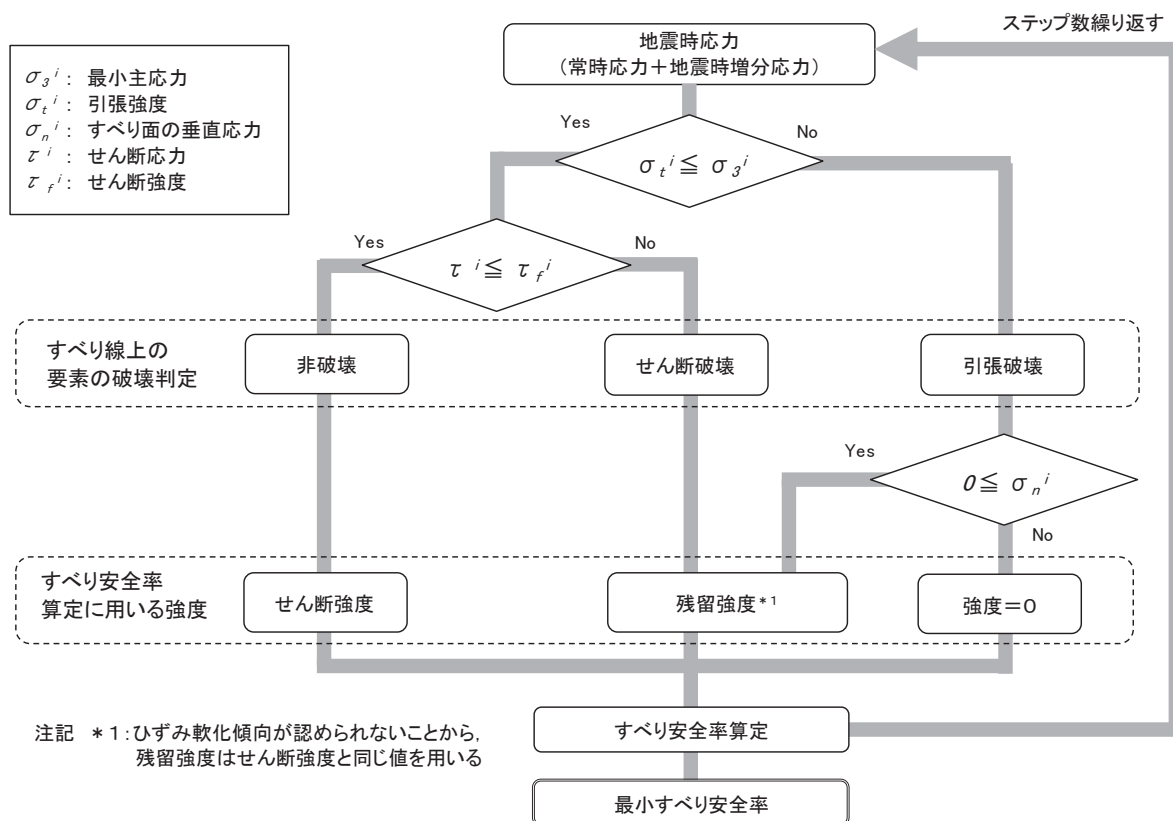 ステップ数繰り返す
地震時応力
(常時応力+地震時増分応力)
σ₃ⁱ: 最小主応力
σₜⁱ: 引張強度
σₙⁱ: すべり面の垂直応力
τⁱ: せん断応力
τ_fⁱ: せん断強度
Yes
No
σₜⁱ≦ σ₃ⁱ
Yes
No
τⁱ≦ τ_fⁱ
すべり線上の
要素の破壊判定
非破壊
せん断破壊
引張破壊
Yes
0≦ σₙⁱ
No
すべり安全率
算定に用いる強度
せん断強度
残留強度*1
強度=0
注記 *1:ひずみ軟化傾向が認められないことから,
残留強度はせん断強度と同じ値を用いる
すべり安全率算定
最小すべり安全率